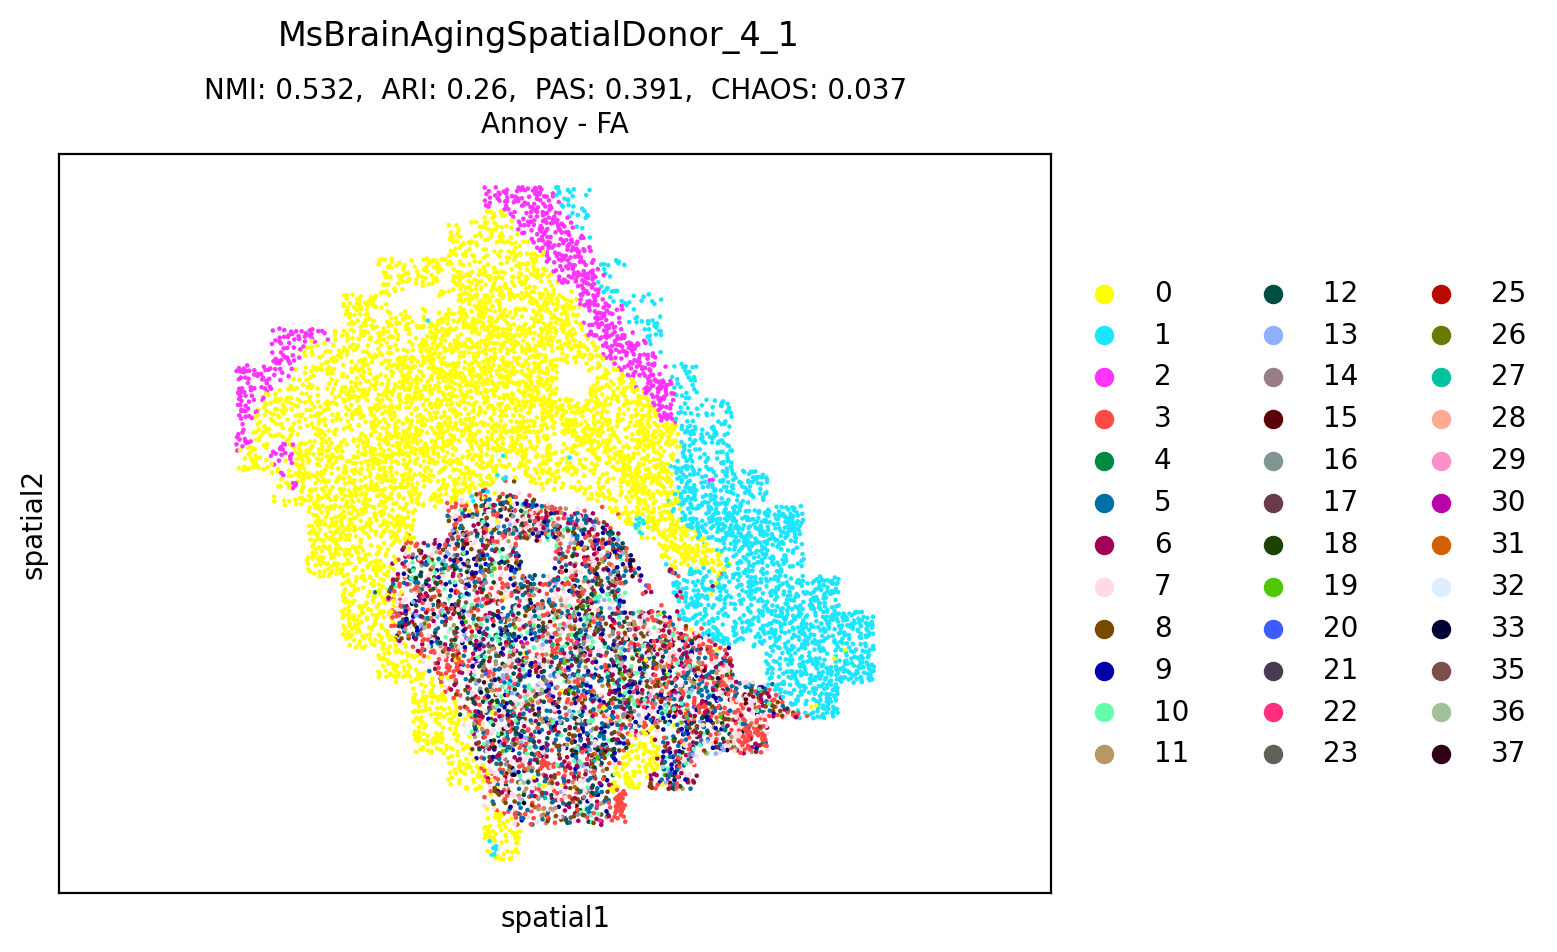 MsBrainAgingSpatialDonor_4_1
NMI: 0.532, ARI: 0.26, PAS: 0.391, CHAOS: 0.037
Annoy - FA
spatial2
spatial1
0 12 25
1 13 26
2 14 27
3 15 28
4 16 29
5 17 30
6 18 31
7 19 32
8 20 33
9 21 35
10 22 36
11 23 37